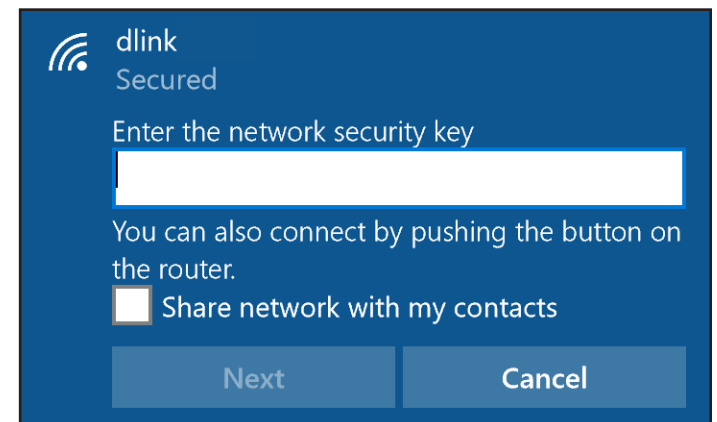 dlink
Secured
Enter the network security key
You can also connect by pushing the button on
the router.
Share network with my contacts
Next Cancel